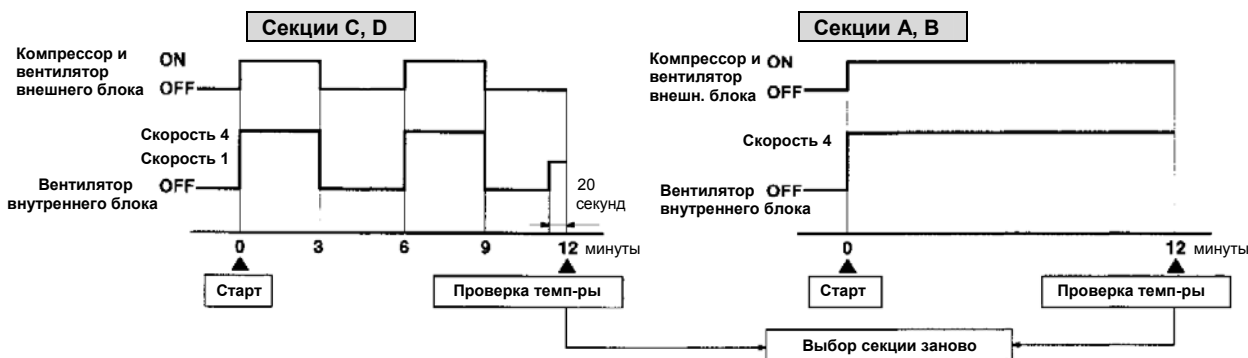 Секции C, D
Компрессор и
вентилятор
внешнего блока
ON
OFF
Скорость 4
Скорость 1
Вентилятор
внутреннего блока
OFF
20
секунд
0 3 6 9 12 минуты
Старт
Проверка темп-ры
Секции A, B
Компрессор и
вентилятор
внешн. блока
ON
OFF
Скорость 4
Вентилятор
внутреннего блока
OFF
0 12 минуты
Старт
Проверка темп-ры
Выбор секции заново